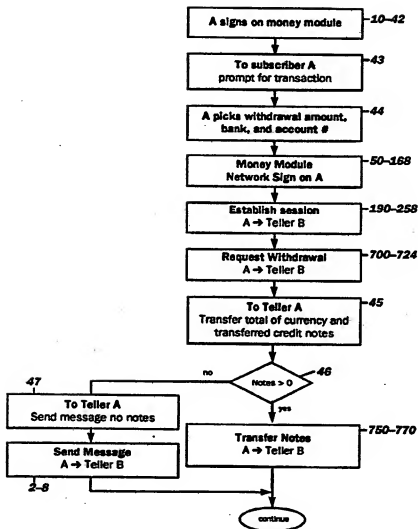 A signs on money module
10–42
To subscriber A
prompt for transaction
43
A picks withdrawal amount,
bank, and account #
44
Money Module
Network Sign on A
50–168
Establish session
A → Teller B
190–258
Request Withdrawal
A → Teller B
700–724
To Teller A
Transfer total of currency and
transferred credit notes
45
Notes > 0
46
no
yes
47
To Teller A
Send message no notes
Send Message
A → Teller B
2–8
Transfer Notes
A → Teller B
750–770
continue